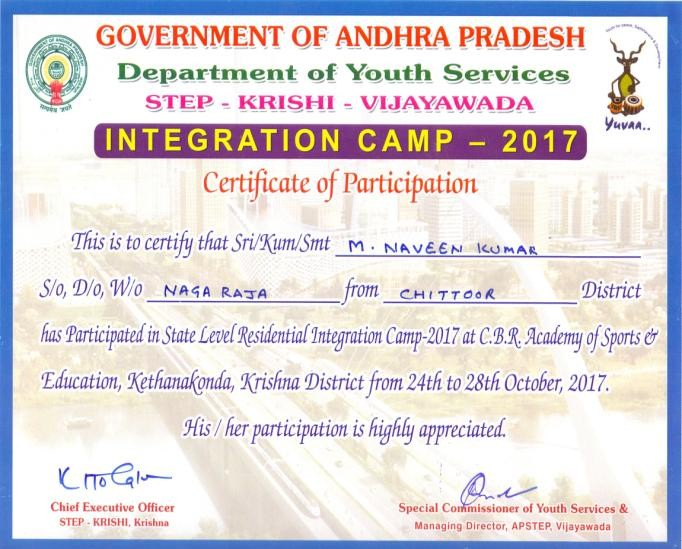 GOVERNMENT OF ANDHRA PRADESH
Department of Youth Services
STEP - KRISHI - VIJAYAWADA
Yuvaa..
INTEGRATION CAMP – 2017
Certificate of Participation
This is to certify that Sri/Kum/Smt M. NAVEEN KUMAR
S/o, D/o, W/o NAGA RAJA from CHITTOOR District
has Participated in State Level Residential Integration Camp-2017 at C.B.R. Academy of Sports &
Education, Kethanakonda, Krishna District from 24th to 28th October, 2017.
His / her participation is highly appreciated.
Chief Executive Officer
STEP - KRISHI, Krishna
Special Commissioner of Youth Services &
Managing Director, APSTEP, Vijayawada